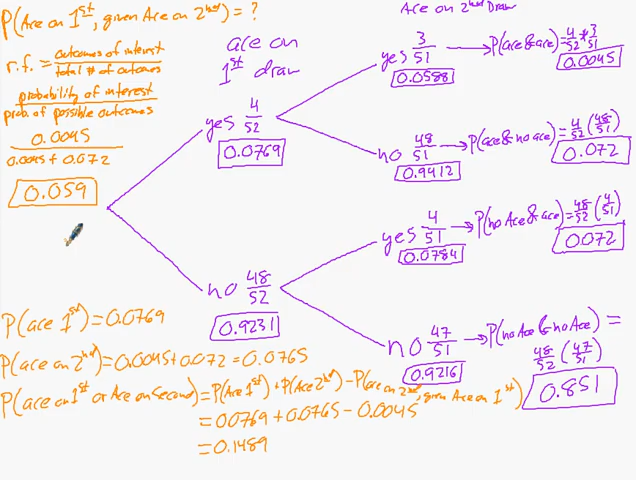 P(Ace on 1st, given Ace on 2nd) = ?
r.f. = outcomes of interest / total # of outcomes
probability of interest / prob. of possible outcomes
0.0045 / 0.0045 + 0.072
0.059
ace on
1st draw
Ace on 2nd Draw
yes 4/52
0.0769
no 48/52
0.9231
yes 3/51 → P(ace & ace) = 4/52 * 3/51
0.0588
0.0045
no 48/51 → P(ace & no ace) = 4/52 (48/51)
0.9412
0.072
yes 4/51 → P(no Ace & ace) = 48/52 (4/51)
0.0784
0.072
no 47/51 → P(no Ace & no Ace) =
48/52 (47/51)
0.9216
0.851
P(ace 1st) = 0.0769
P(ace on 2nd) = 0.0045 + 0.072 = 0.0765
P(ace on 1st or Ace on second) = P(Ace 1st) + P(Ace 2nd) - P(ace on 2nd, given Ace on 1st)
= 0.0769 + 0.0765 - 0.0045
= 0.1489